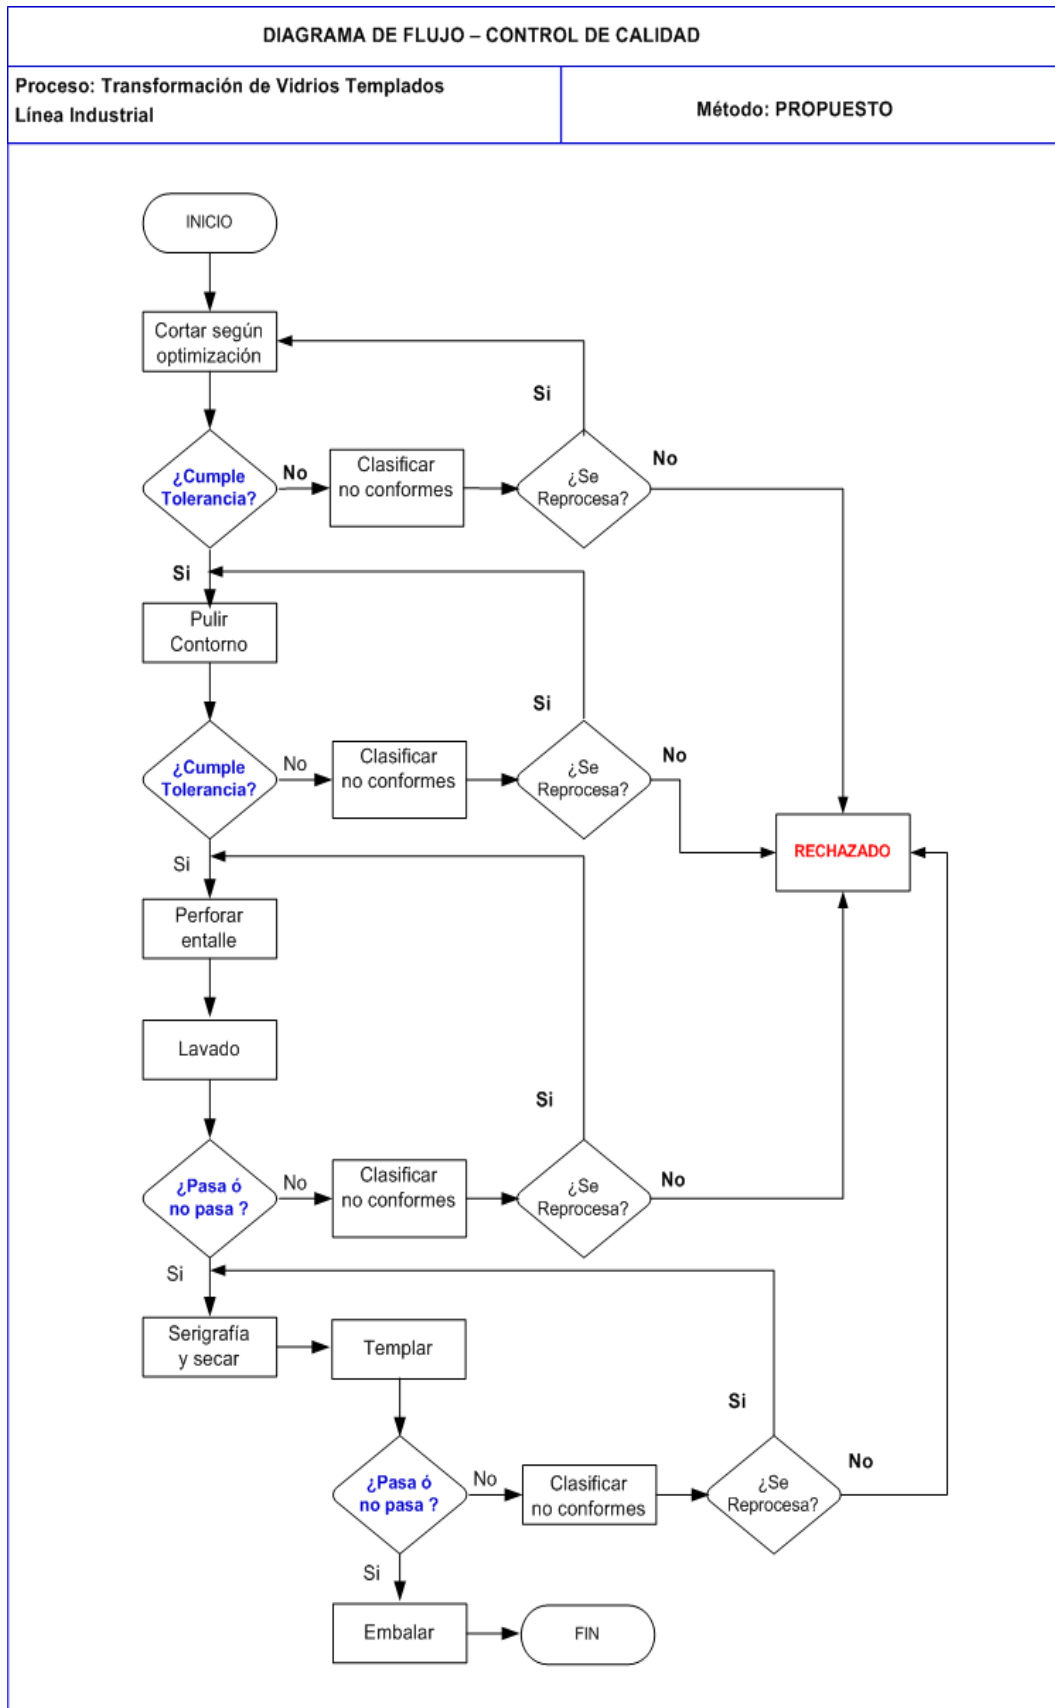 DIAGRAMA DE FLUJO – CONTROL DE CALIDAD
Proceso: Transformación de Vidrios Templados
Línea Industrial
Método: PROPUESTO
INICIO
Cortar según
optimización
Si
¿Cumple
Tolerancia?
No
Clasificar
no conformes
¿Se
Reprocesa?
No
Si
Pulir
Contorno
Si
¿Cumple
Tolerancia?
No
Clasificar
no conformes
¿Se
Reprocesa?
No
RECHAZADO
Si
Perforar
entalle
Lavado
Si
¿Pasa ó
no pasa ?
No
Clasificar
no conformes
¿Se
Reprocesa?
No
Si
Serigrafía
y secar
Templar
Si
¿Pasa ó
no pasa ?
No
Clasificar
no conformes
¿Se
Reprocesa?
No
Si
Embalar
FIN